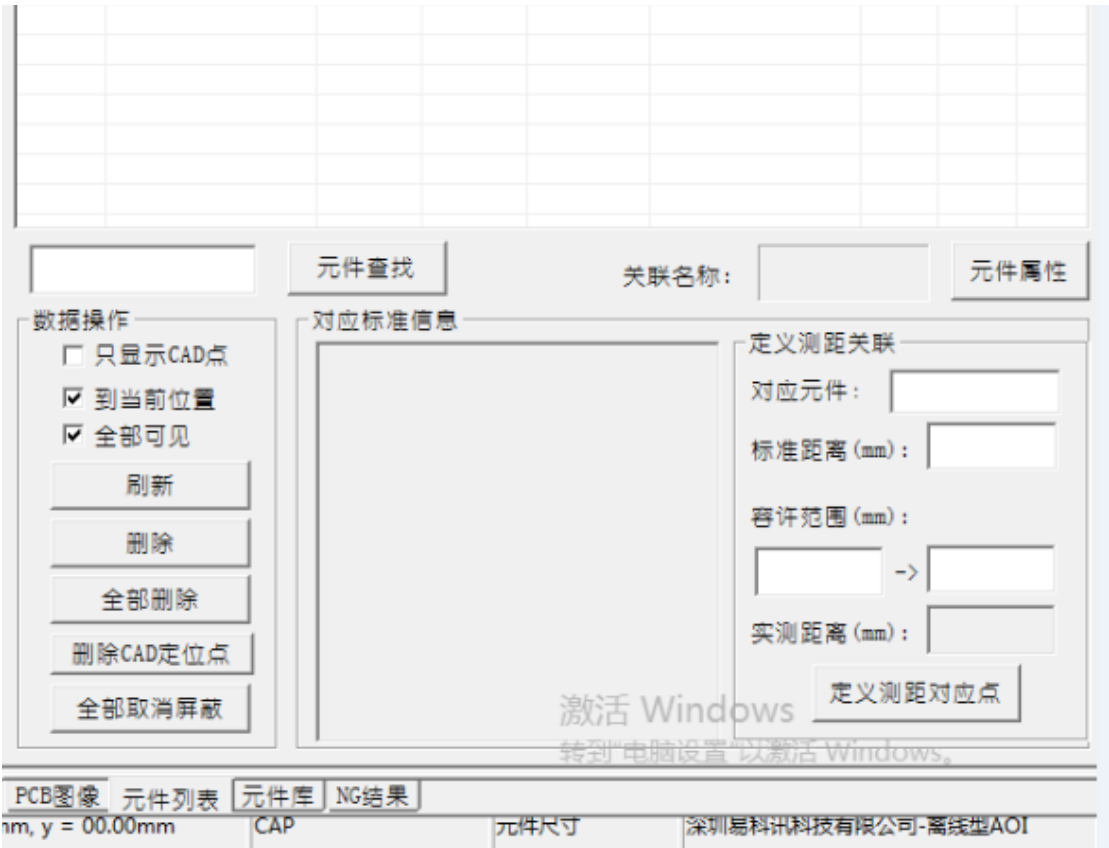 元件查找
关联名称：
元件属性
数据操作
只显示CAD点
到当前位置
全部可见
刷新
删除
全部删除
删除CAD定位点
全部取消屏蔽
对应标准信息
定义测距关联
对应元件：
标准距离(mm)：
容许范围(mm)：
->
实测距离(mm)：
定义测距对应点
激活 Windows
转到"电脑设置"以激活 Windows。
PCB图像 元件列表 元件库 NG结果
mm, y = 00.00mm CAP 元件尺寸 深圳易科讯科技有限公司-离线型AOI